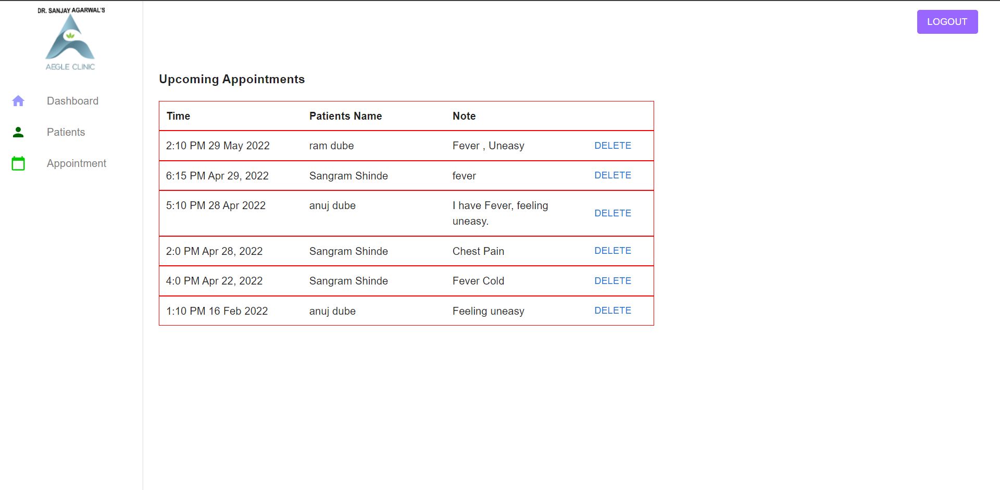 DR. SANJAY AGARWAL'S
AEGLE CLINIC
LOGOUT
Dashboard
Patients
Appointment
Upcoming Appointments
Time Patients Name Note
2:10 PM 29 May 2022 ram dube Fever , Uneasy DELETE
6:15 PM Apr 29, 2022 Sangram Shinde fever DELETE
5:10 PM 28 Apr 2022 anuj dube I have Fever, feeling
uneasy. DELETE
2:0 PM Apr 28, 2022 Sangram Shinde Chest Pain DELETE
4:0 PM Apr 22, 2022 Sangram Shinde Fever Cold DELETE
1:10 PM 16 Feb 2022 anuj dube Feeling uneasy DELETE